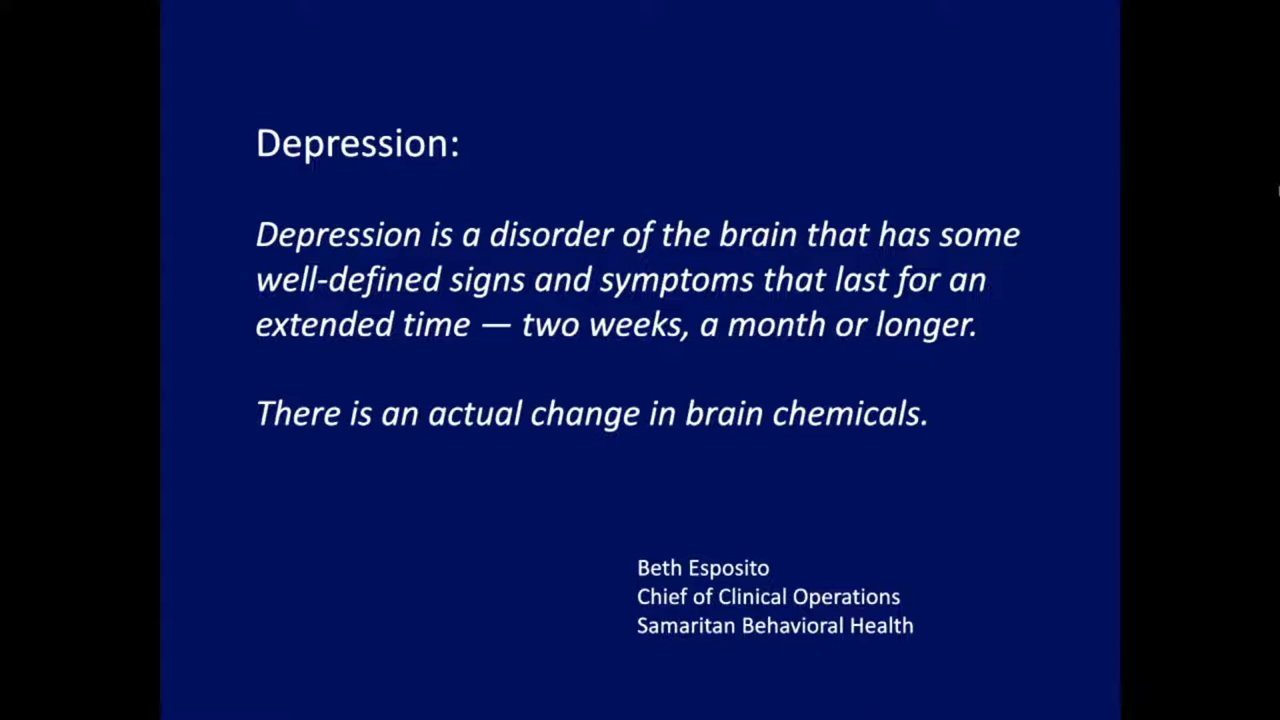 Depression:
Depression is a disorder of the brain that has some
well-defined signs and symptoms that last for an
extended time — two weeks, a month or longer.
There is an actual change in brain chemicals.
Beth Esposito
Chief of Clinical Operations
Samaritan Behavioral Health